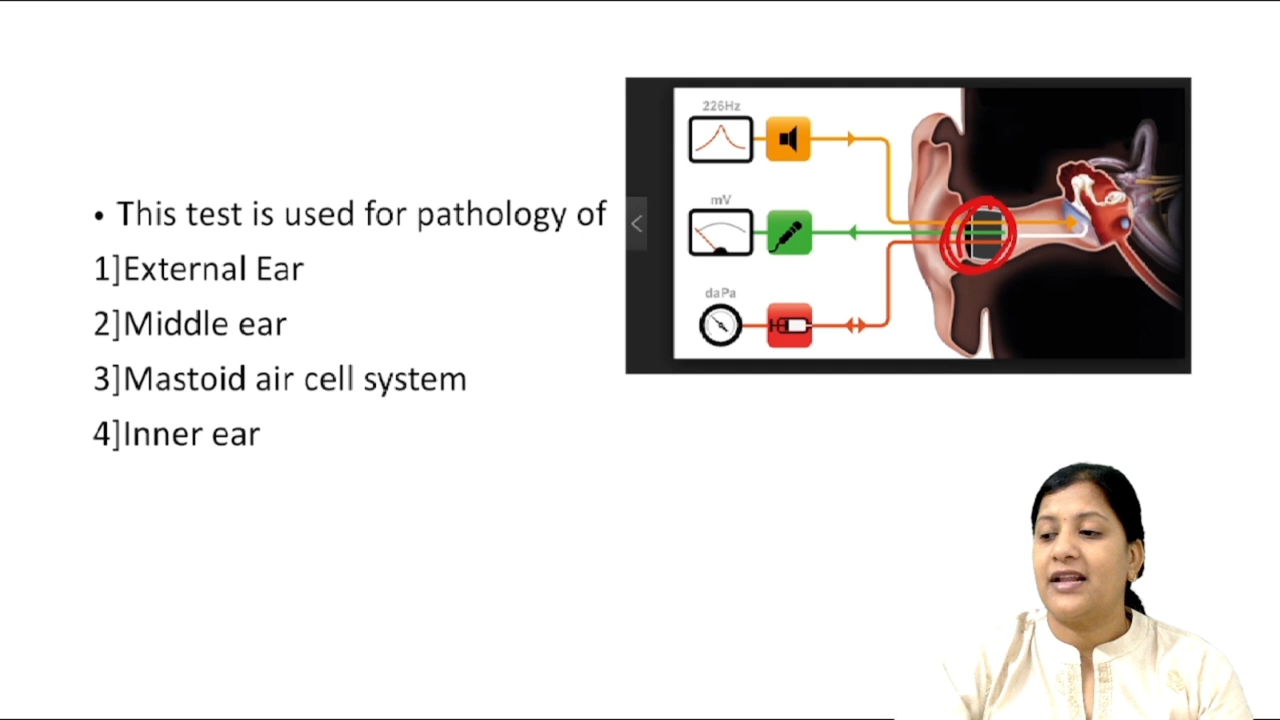 • This test is used for pathology of
1]External Ear
2]Middle ear
3]Mastoid air cell system
4]Inner ear
226Hz
mV
daPa